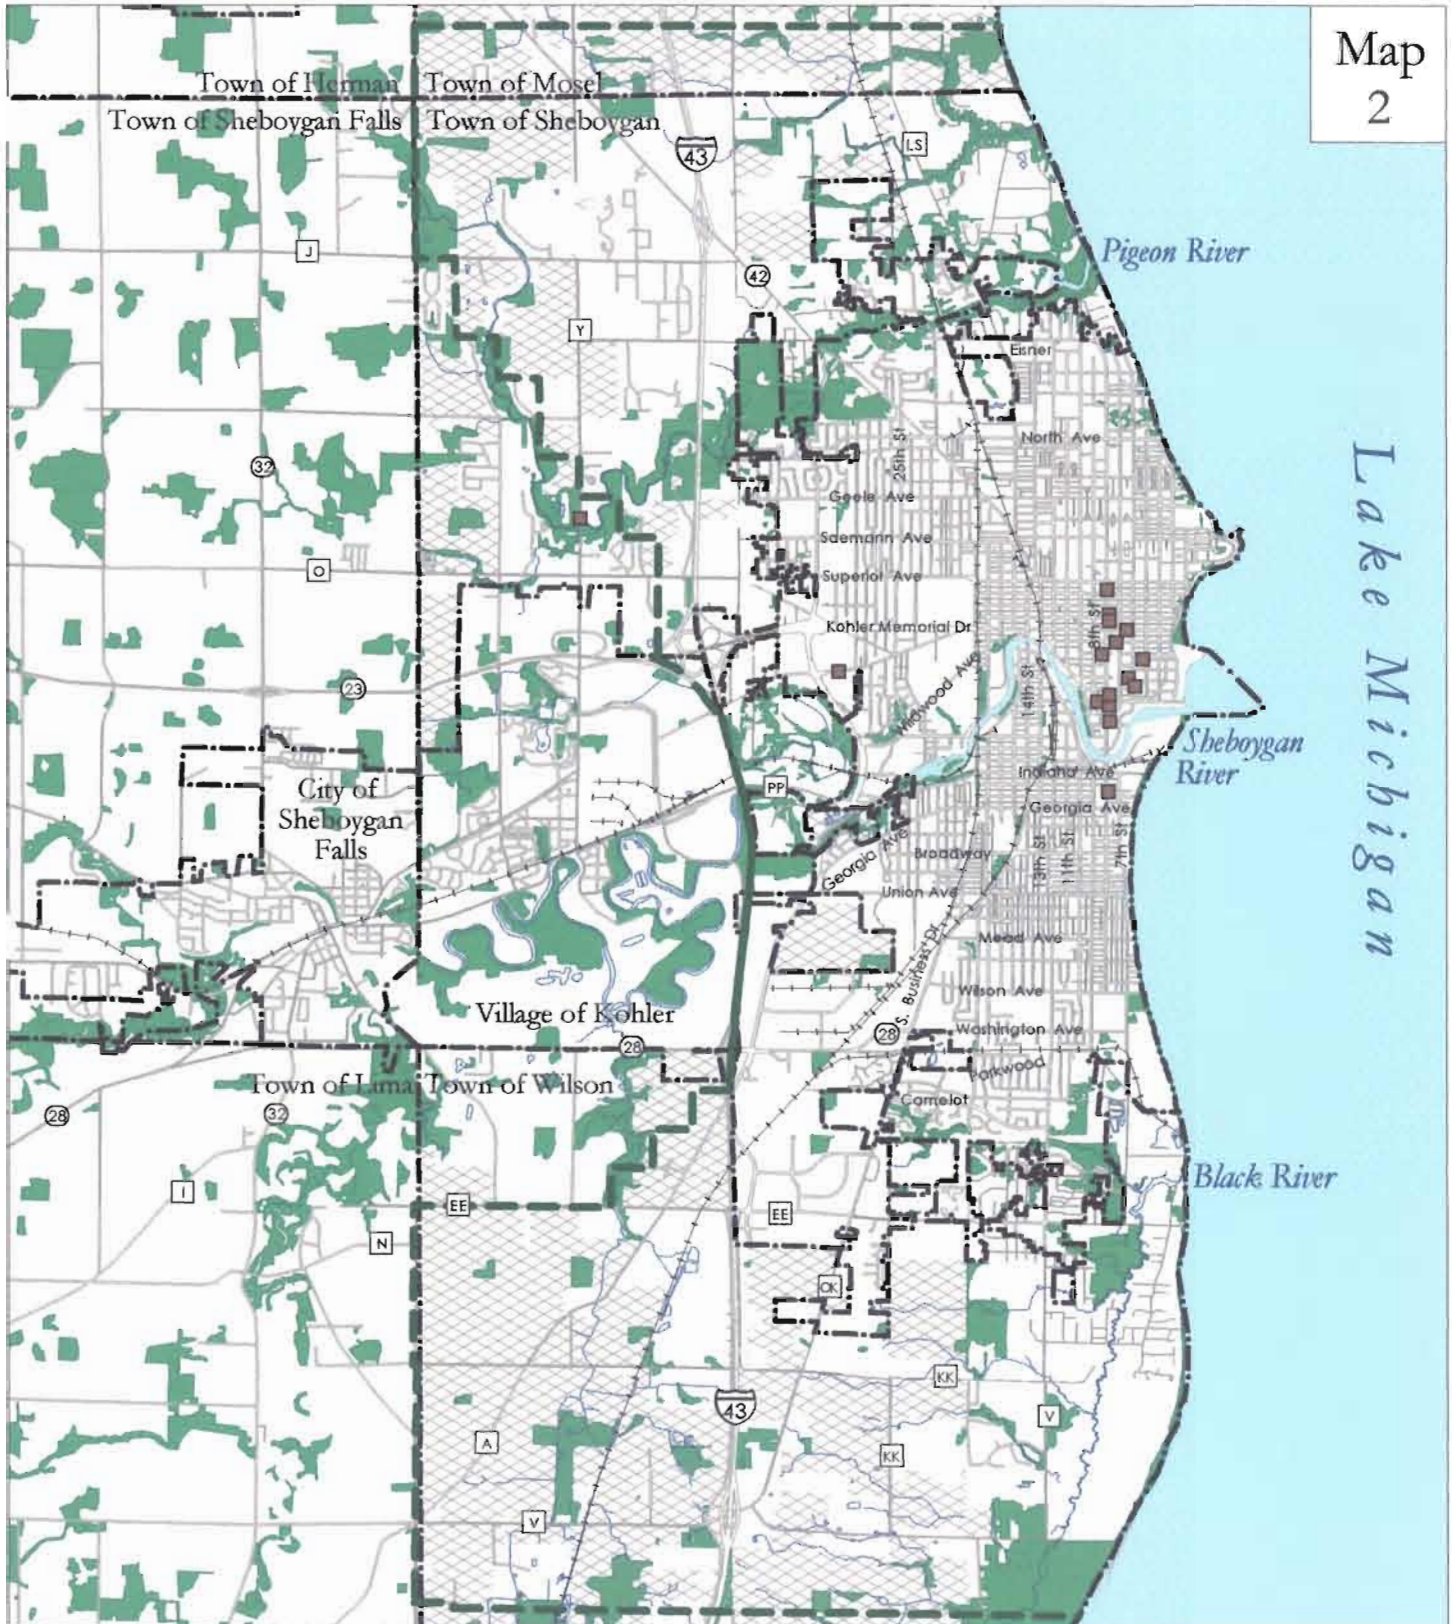 Map
2
Town of Herman
Town of Mosel
Town of Sheboygan Falls
Town of Sheboygan
43
LS
J
Pigeon River
42
Y
Eisner
North Ave
25th St
32
Geele Ave
Saemann Ave
O
Superior Ave
8th St
Kohler Memorial Dr
Wildwood Ave
14th St
23
Lake Michigan
Sheboygan
River
Indiana Ave
PP
City of
Sheboygan
Falls
Georgia Ave
Georgia Ave
Broadway
13th St
11th St
7th St
Union Ave
Mead Ave
S. Business Dr
Wilson Ave
Village of Kohler
28
28
Washington Ave
Parkwood
Town of Lima
Town of Wilson
Camelot
28
32
Black River
I
EE
EE
N
OK
KK
43
V
A
KK
V